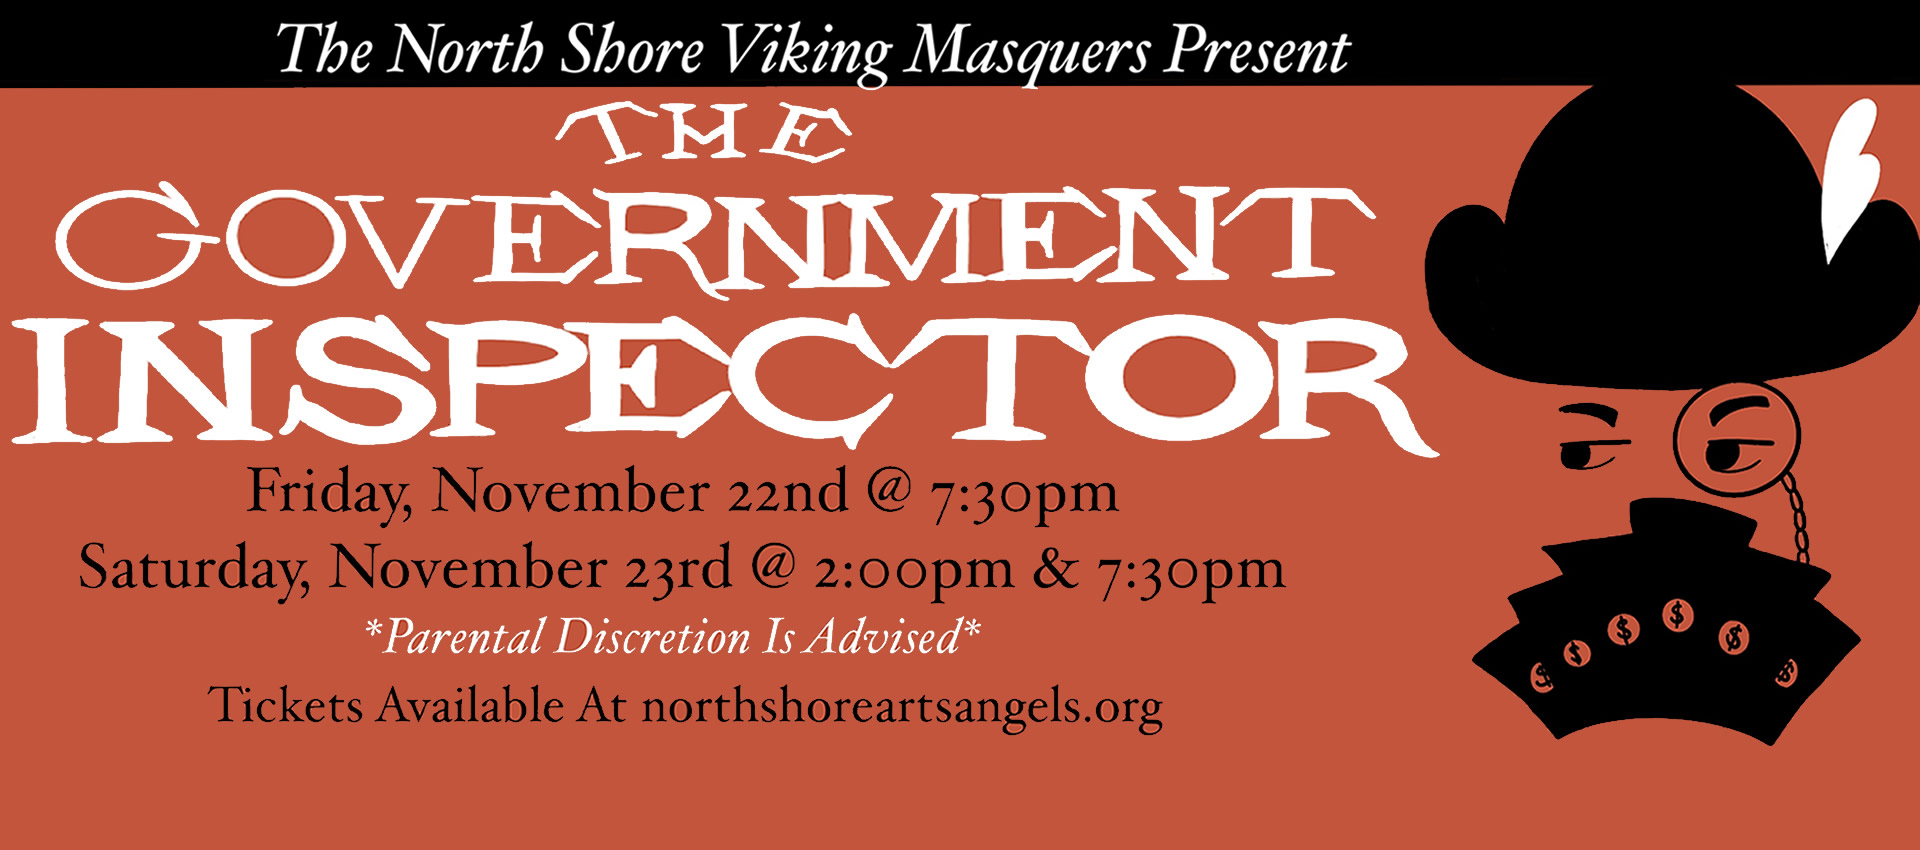 The North Shore Viking Masquers Present
THE
GOVERNMENT
INSPECTOR
Friday, November 22nd @ 7:30pm
Saturday, November 23rd @ 2:00pm & 7:30pm
*Parental Discretion Is Advised*
Tickets Available At northshoreartsangels.org
$ $ $ $ $ $